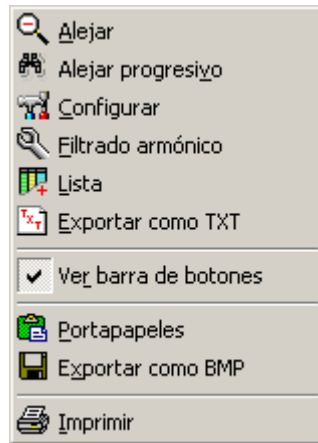 Alejar
Alejar progresivo
Configurar
Filtrado armónico
Lista
TXT Exportar como TXT
Ver barra de botones
Portapapeles
Exportar como BMP
Imprimir